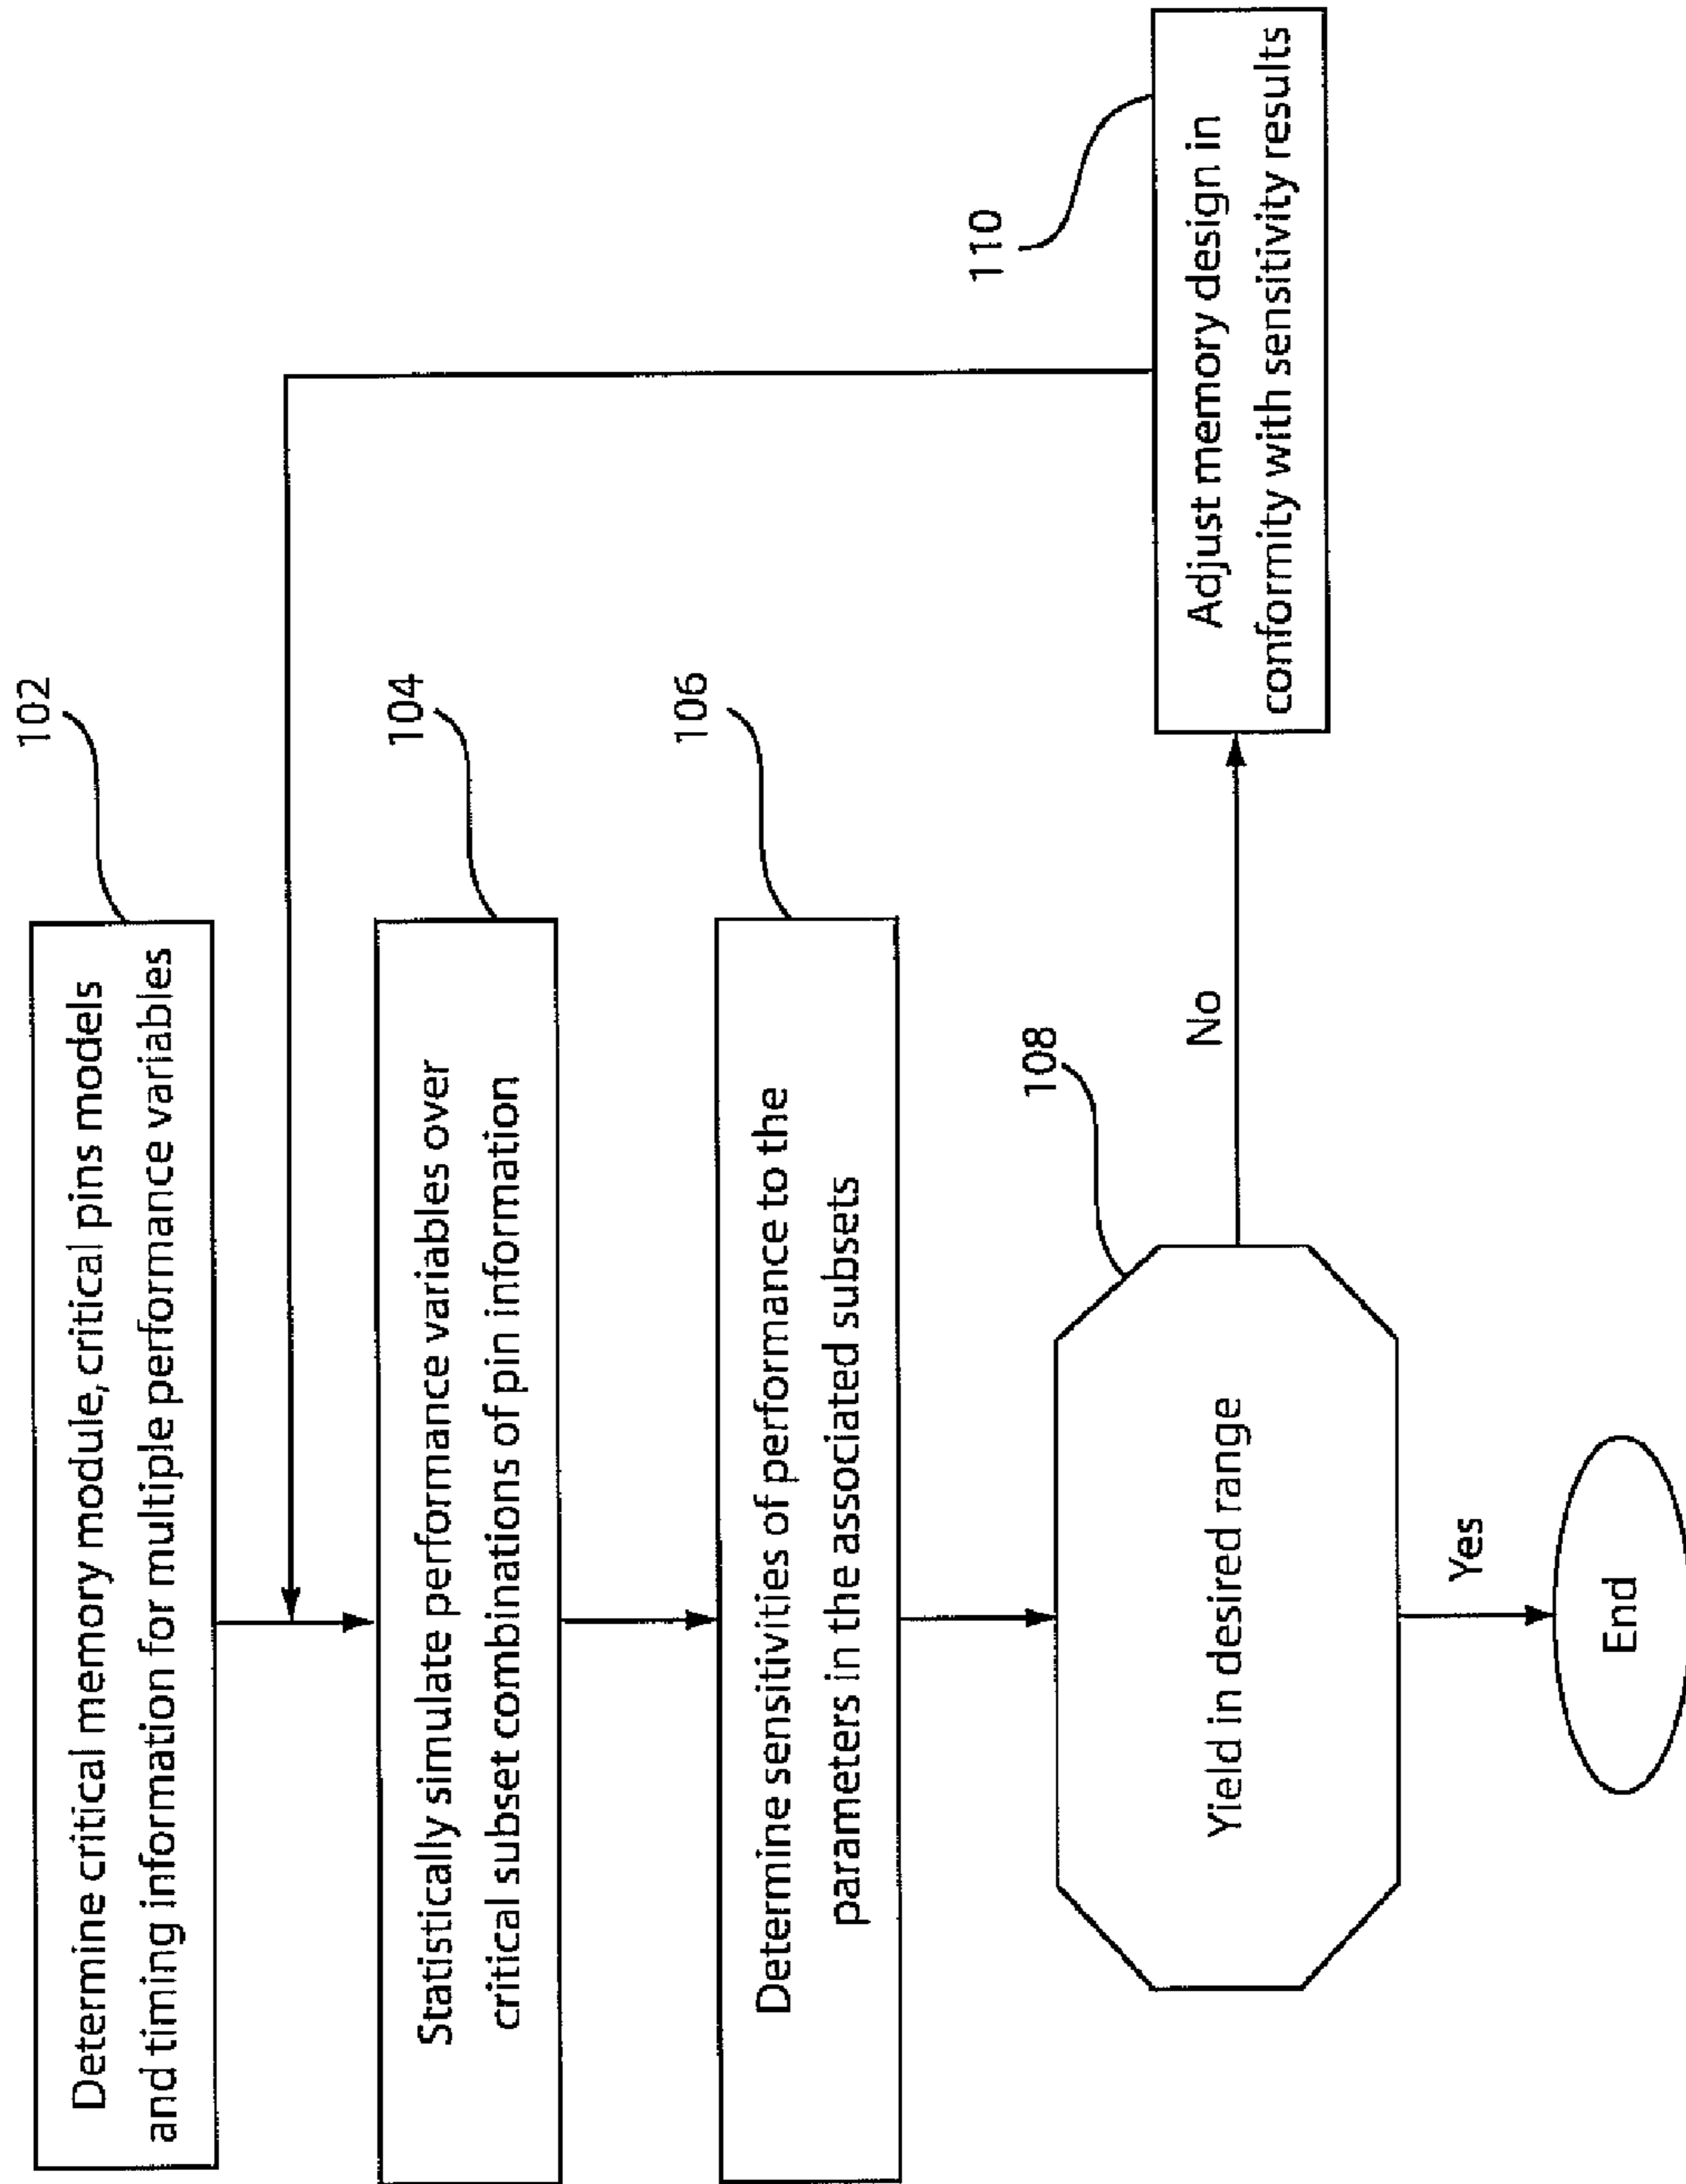 102
Determine critical memory module, critical pins models
and timing information for multiple performance variables
104
Statistically simulate performance variables over
critical subset combinations of pin information
106
Determine sensitivities of performance to the
parameters in the associated subsets
108
Yield in desired range
No
110
Adjust memory design in
conformity with sensitivity results
Yes
End